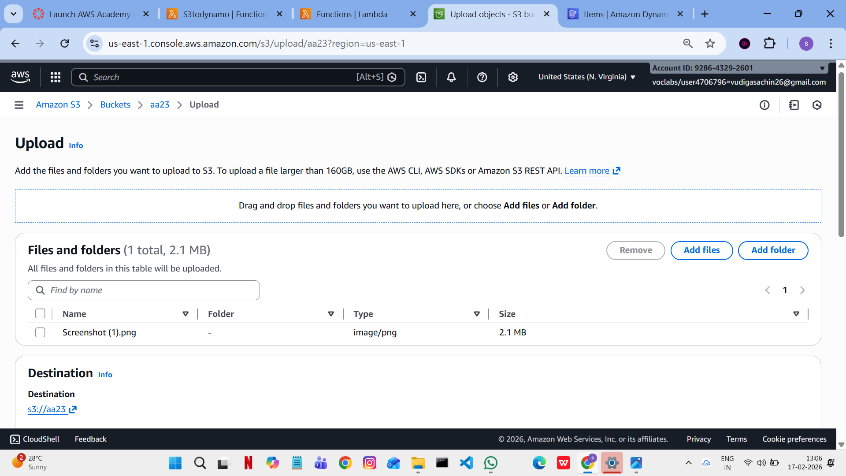 Launch AWS Academy
S3todynamo | Function
Functions | Lambda
Upload objects - S3 bu
Items | Amazon Dynam
us-east-1.console.aws.amazon.com/s3/upload/aa23?region=us-east-1
S
aws
Search
[Alt+S]
United States (N. Virginia)
Account ID: 9286-4329-2601
voclabs/user4706796=vudigasachin26@gmail.com
Amazon S3
Buckets
aa23
Upload
Upload Info
Add the files and folders you want to upload to S3. To upload a file larger than 160GB, use the AWS CLI, AWS SDKs or Amazon S3 REST API. Learn more
Drag and drop files and folders you want to upload here, or choose Add files or Add folder.
Files and folders (1 total, 2.1 MB)
Remove
Add files
Add folder
All files and folders in this table will be uploaded.
Find by name
1
Name
Folder
Type
Size
Screenshot (1).png
-
image/png
2.1 MB
Destination Info
Destination
s3://aa23
CloudShell
Feedback
© 2026, Amazon Web Services, Inc. or its affiliates.
Privacy
Terms
Cookie preferences
2
28°C
Sunny
ENG
IN
13:06
17-02-2026